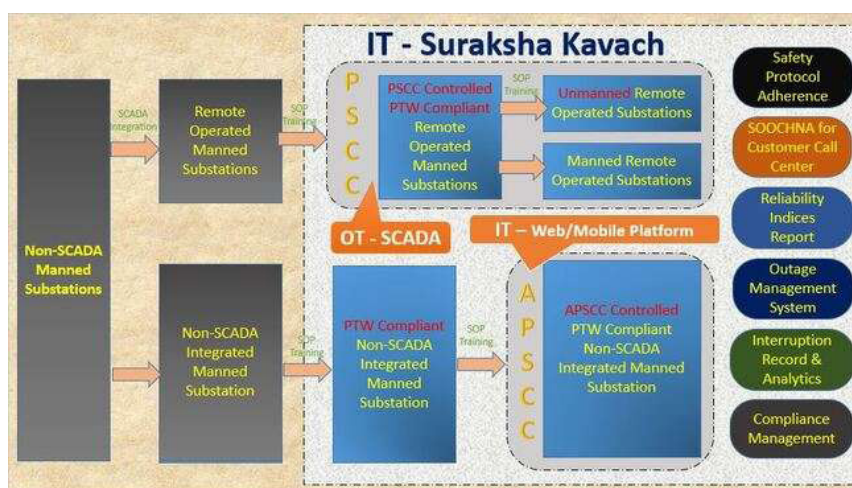 IT - Suraksha Kavach
Non-SCADA
Manned
Substations
SCADA
Integration
Remote
Operated
Manned
Substations
SOP
Training
P
S
C
C
PSCC Controlled
PTW Compliant
Remote
Operated
Manned
Substations
SOP
Training
Unmanned Remote
Operated Substations
Manned Remote
Operated Substations
OT - SCADA
IT – Web/Mobile Platform
Non-SCADA
Integrated
Manned
Substation
SOP
Training
PTW Compliant
Non-SCADA
Integrated
Manned
Substation
SOP
Training
A
P
S
C
C
APSCC Controlled
PTW Compliant
Non-SCADA
Integrated Manned
Substation
Safety
Protocol
Adherence
SOOCHNA for
Customer Call
Center
Reliability
Indices
Report
Outage
Management
System
Interruption
Record &
Analytics
Compliance
Management